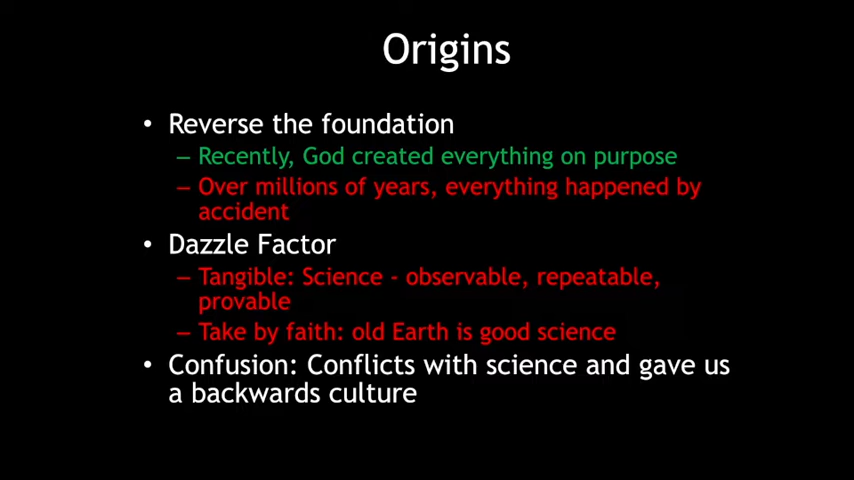 Origins
• Reverse the foundation
– Recently, God created everything on purpose
– Over millions of years, everything happened by
accident
• Dazzle Factor
– Tangible: Science - observable, repeatable,
provable
– Take by faith: old Earth is good science
• Confusion: Conflicts with science and gave us
a backwards culture